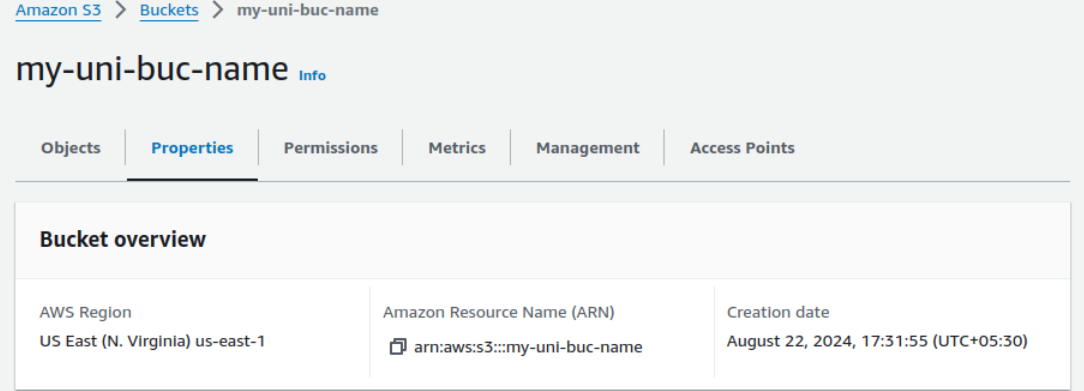 Amazon S3 > Buckets > my-uni-buc-name
my-uni-buc-name Info
Objects Properties Permissions Metrics Management Access Points
Bucket overview
AWS Region
US East (N. Virginia) us-east-1
Amazon Resource Name (ARN)
arn:aws:s3:::my-uni-buc-name
Creation date
August 22, 2024, 17:31:55 (UTC+05:30)